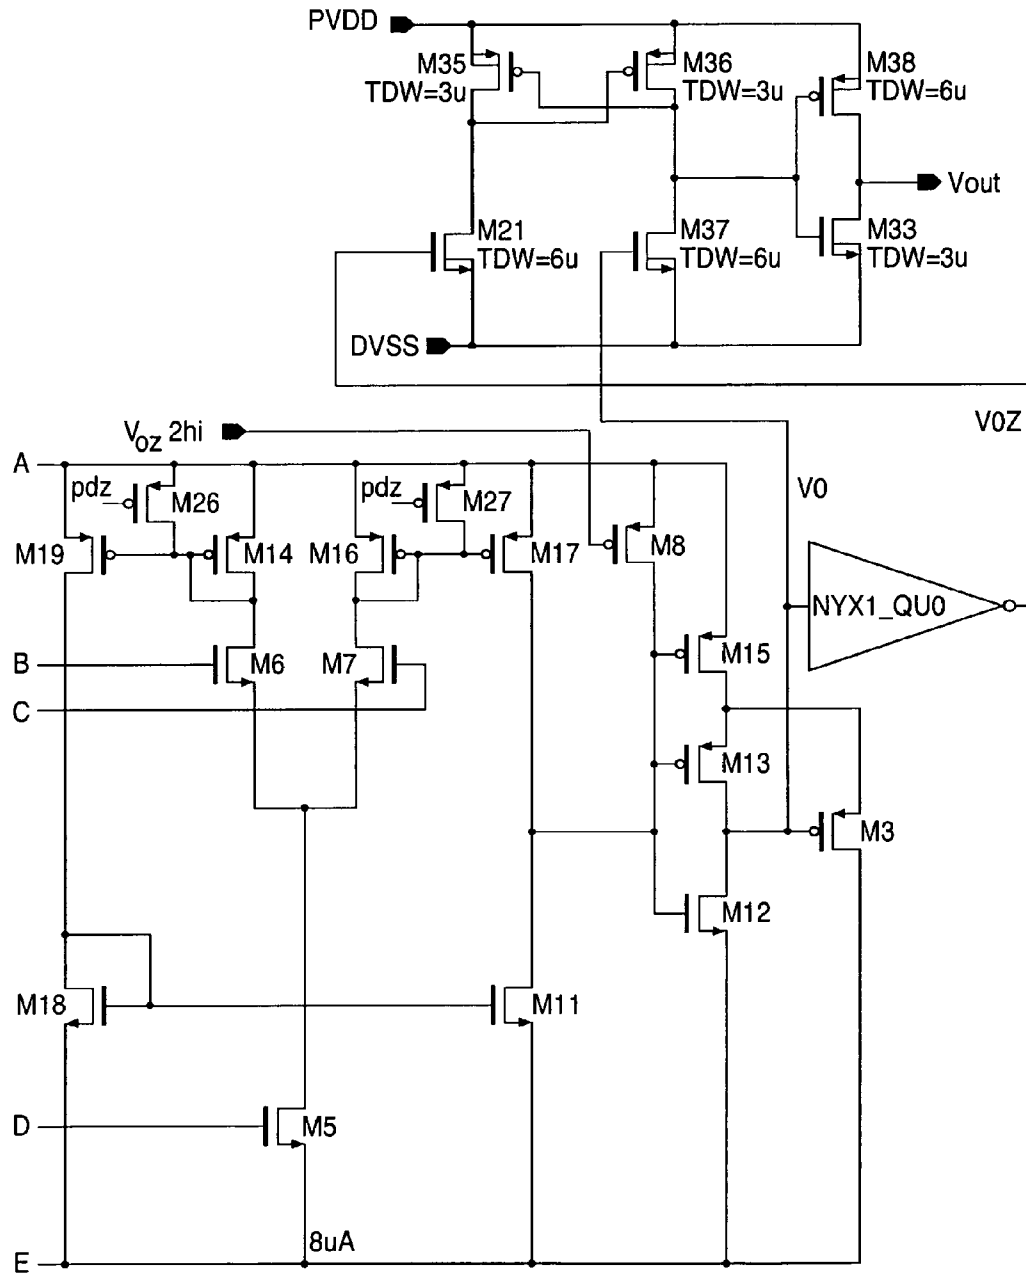 PVDD
M35
TDW=3u
M36
TDW=3u
M38
TDW=6u
Vout
M21
TDW=6u
M37
TDW=6u
M33
TDW=3u
DVSS
V0Z
Voz 2hi
A
pdz
M26
pdz
M27
V0
M19
M14
M16
M17
M8
NYX1_QU0
B
M6
M7
M15
C
M13
M3
M12
M18
M11
D
M5
8uA
E